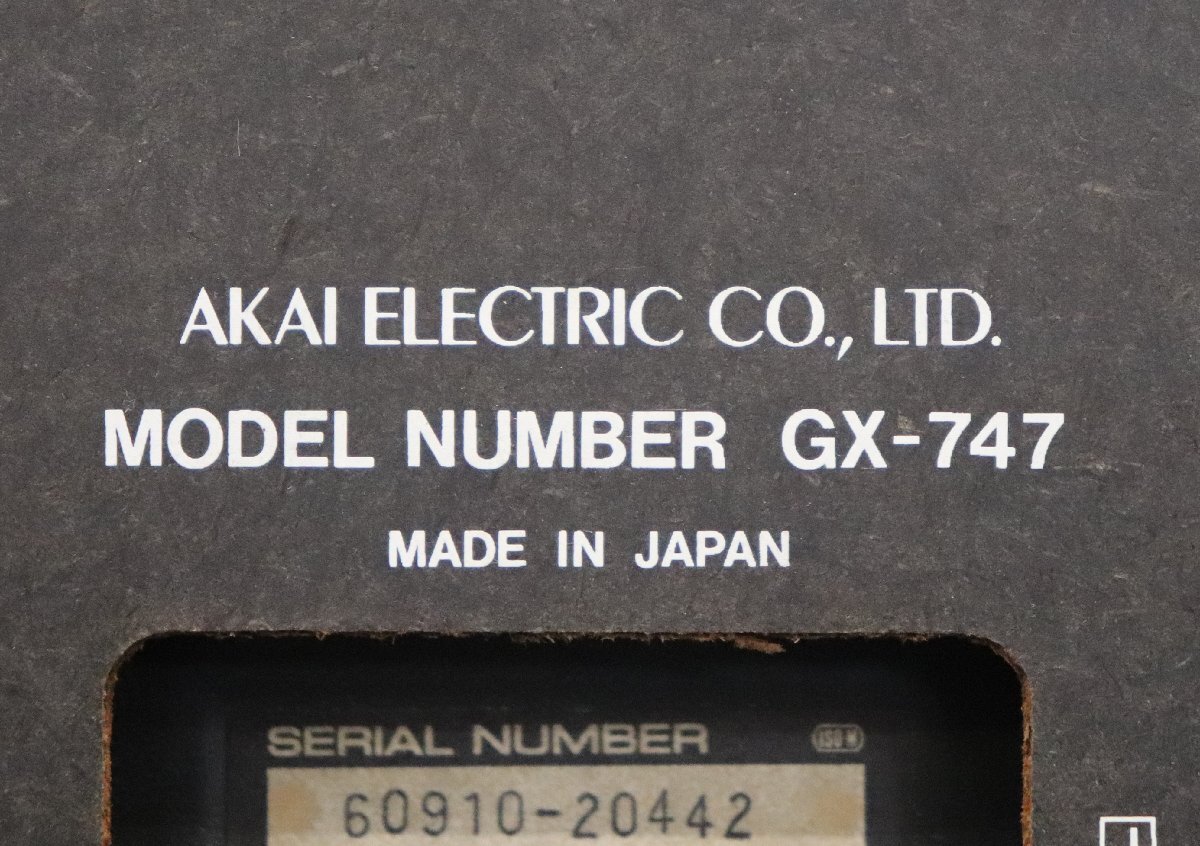 AKAI ELECTRIC CO., LTD.
MODEL NUMBER GX-747
MADE IN JAPAN
SERIAL NUMBER
60910-20442